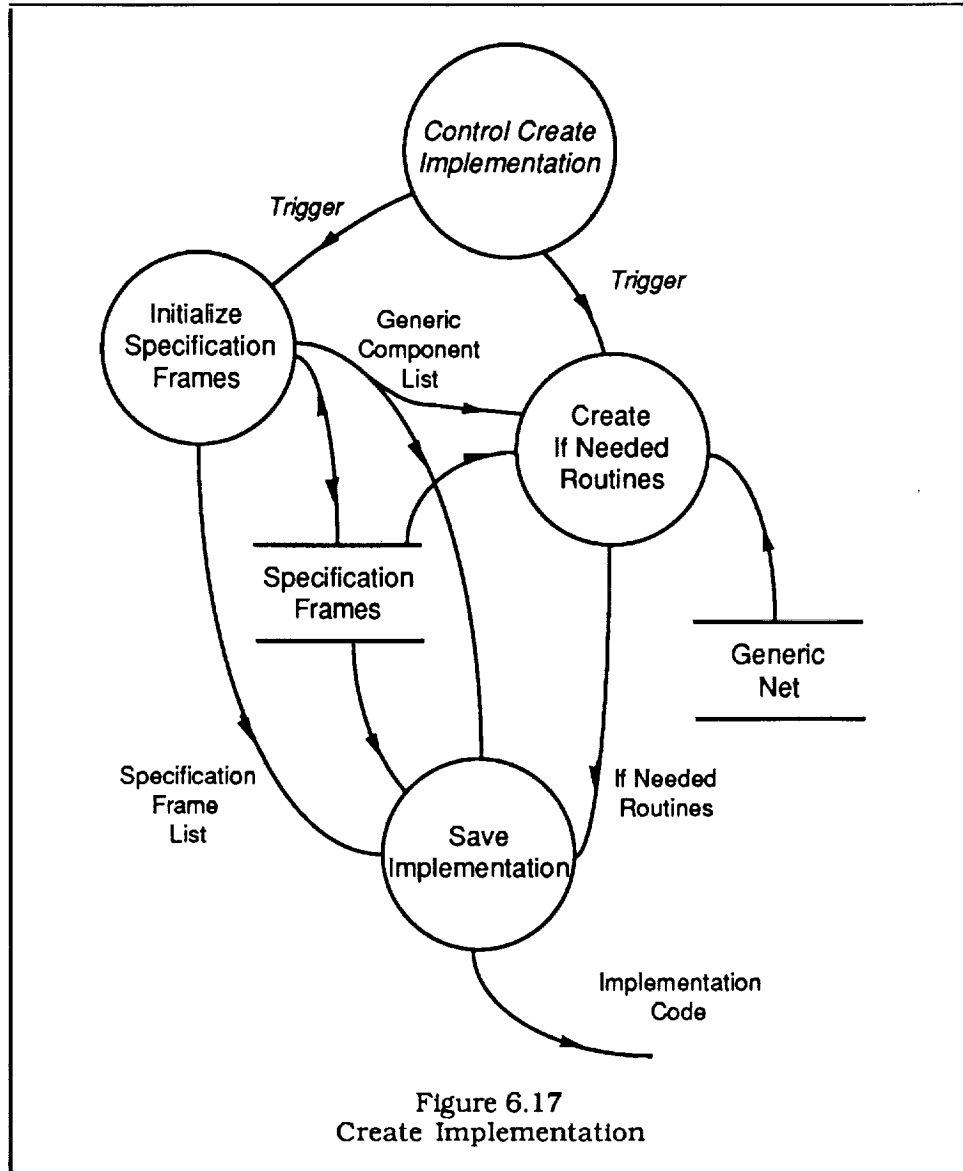 Control Create
Implementation
Trigger
Trigger
Initialize
Specification
Frames
Generic
Component
List
Create
If Needed
Routines
Specification
Frames
Generic
Net
Specification
Frame
List
If Needed
Routines
Save
Implementation
Implementation
Code
Figure 6.17
Create Implementation